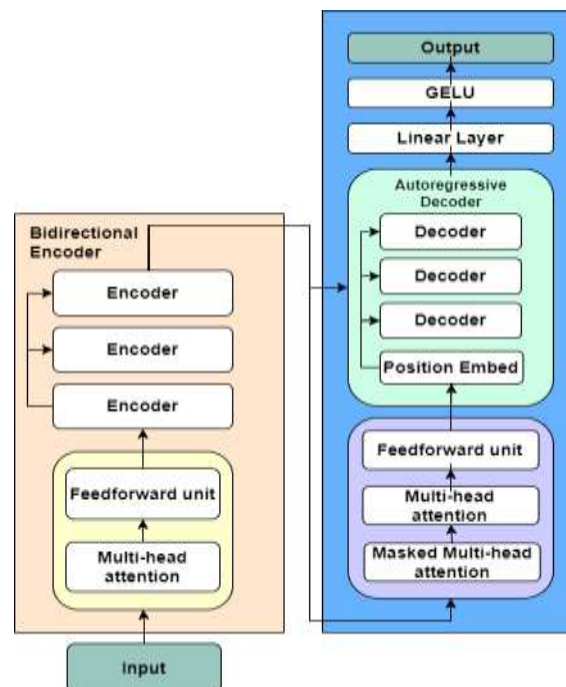 Output
GELU
Linear Layer
Autoregressive
Decoder
Decoder
Decoder
Decoder
Position Embed
Feedforward unit
Multi-head
attention
Masked Multi-head
attention
Bidirectional
Encoder
Encoder
Encoder
Encoder
Feedforward unit
Multi-head
attention
Input